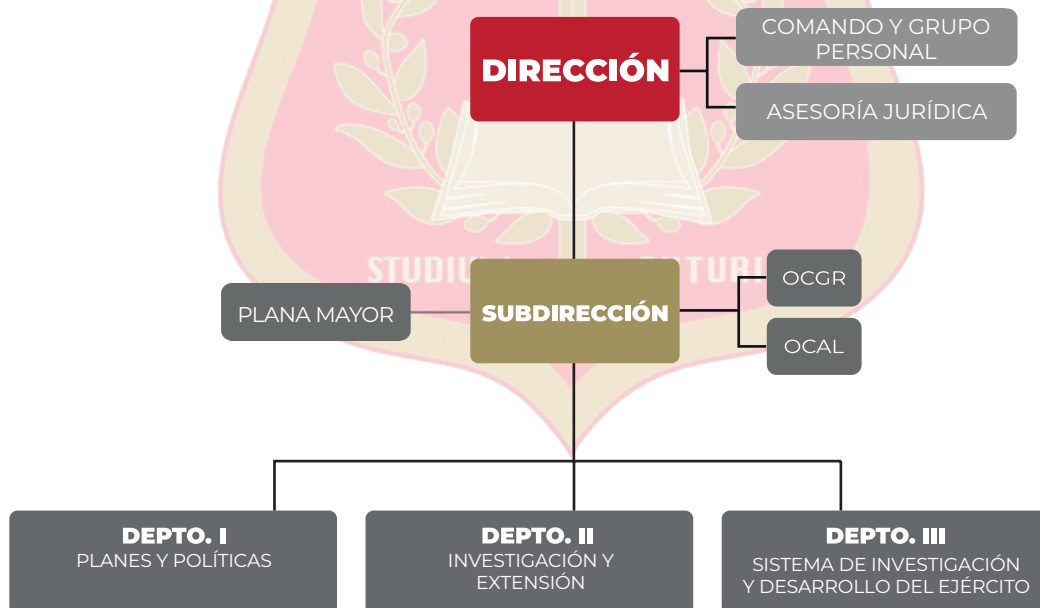 COMANDO Y GRUPO
PERSONAL
DIRECCIÓN
ASESORÍA JURÍDICA
OCGR
PLANA MAYOR
SUBDIRECCIÓN
OCAL
DEPTO. I
PLANES Y POLÍTICAS
DEPTO. II
INVESTIGACIÓN Y
EXTENSIÓN
DEPTO. III
SISTEMA DE INVESTIGACIÓN
Y DESARROLLO DEL EJÉRCITO